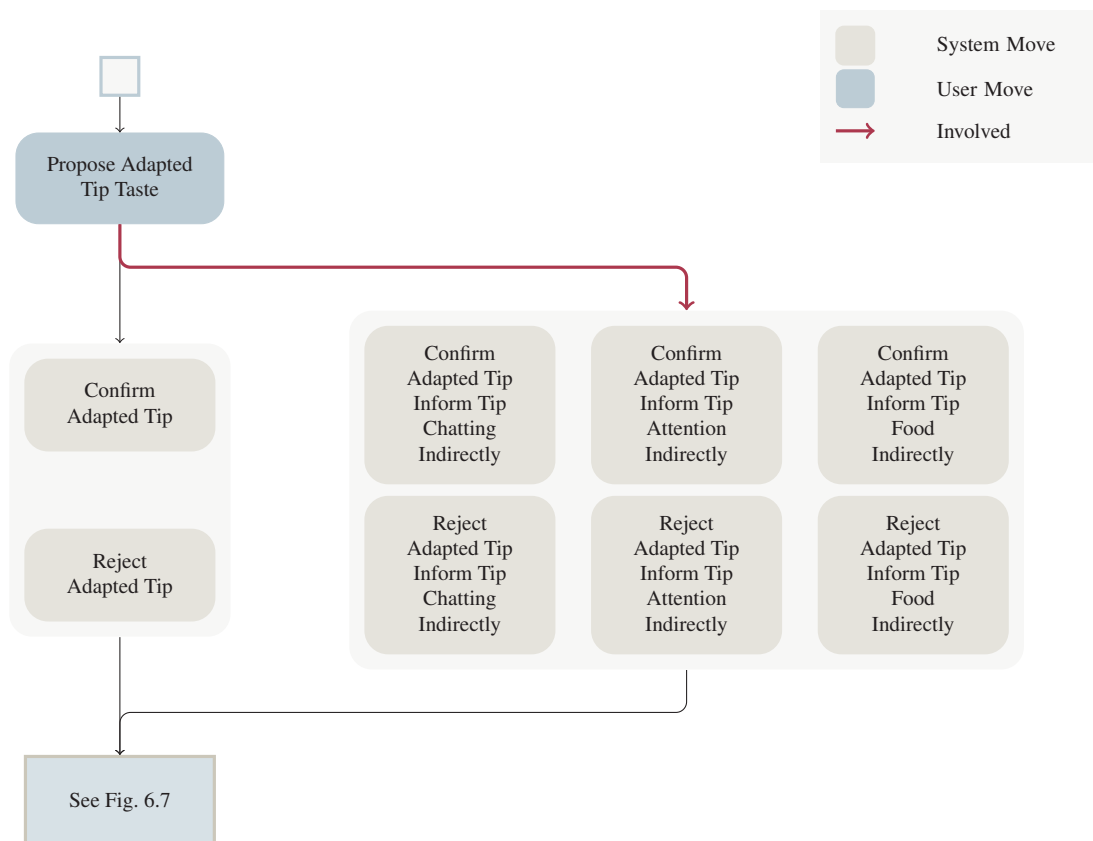 System Move
User Move
Involved
Propose Adapted
Tip Taste
Confirm
Adapted Tip
Reject
Adapted Tip
Confirm
Adapted Tip
Inform Tip
Chatting
Indirectly
Confirm
Adapted Tip
Inform Tip
Attention
Indirectly
Confirm
Adapted Tip
Inform Tip
Food
Indirectly
Reject
Adapted Tip
Inform Tip
Chatting
Indirectly
Reject
Adapted Tip
Inform Tip
Attention
Indirectly
Reject
Adapted Tip
Inform Tip
Food
Indirectly
See Fig. 6.7